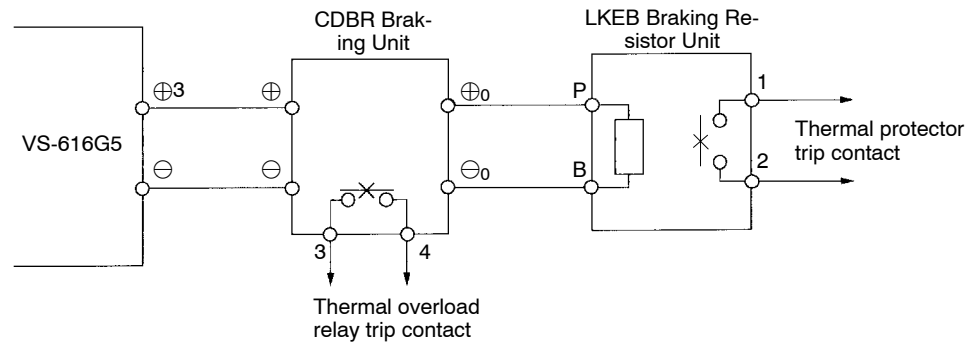 CDBR Brak-
ing Unit
LKEB Braking Re-
sistor Unit
VS-616G5
⊕3
⊖
⊕
⊖
⊕0
⊖0
3
4
Thermal overload
relay trip contact
P
B
1
2
Thermal protector
trip contact